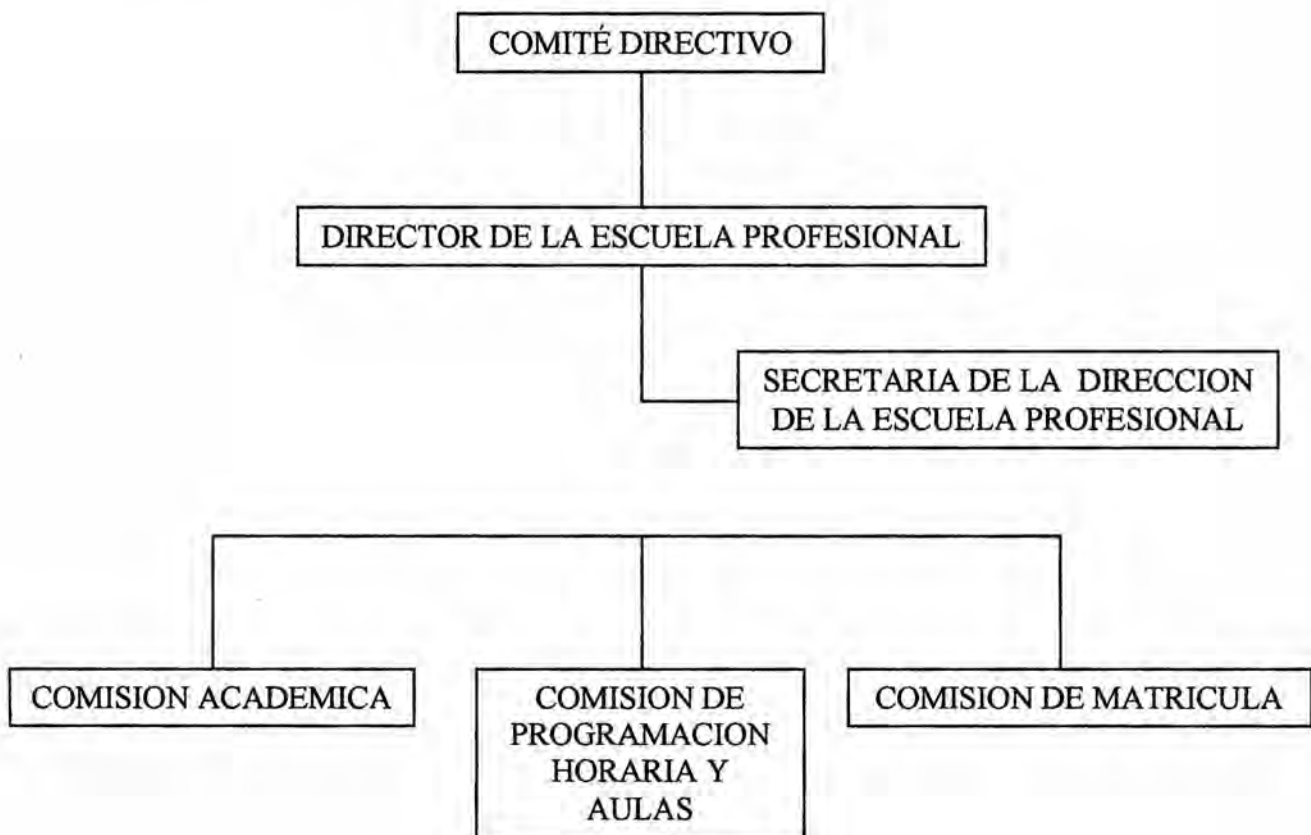 COMITÉ DIRECTIVO
DIRECTOR DE LA ESCUELA PROFESIONAL
SECRETARIA DE LA DIRECCION
DE LA ESCUELA PROFESIONAL
COMISION ACADEMICA
COMISION DE
PROGRAMACION
HORARIA Y
AULAS
COMISION DE MATRICULA